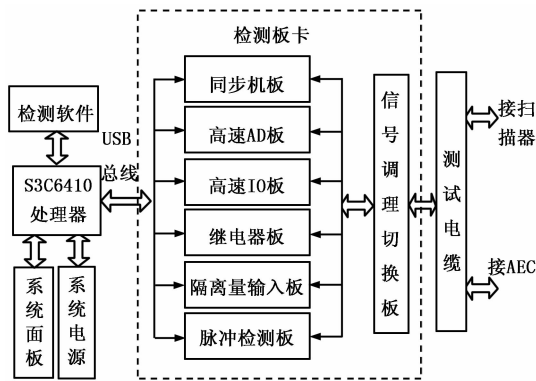 检测板卡
检测软件
USB
总线
S3C6410
处理器
系统面板
系统电源
同步机板
高速AD板
高速IO板
继电器板
隔离量输入板
脉冲检测板
信号调理切换板
测试电缆
接扫
描器
接AEC